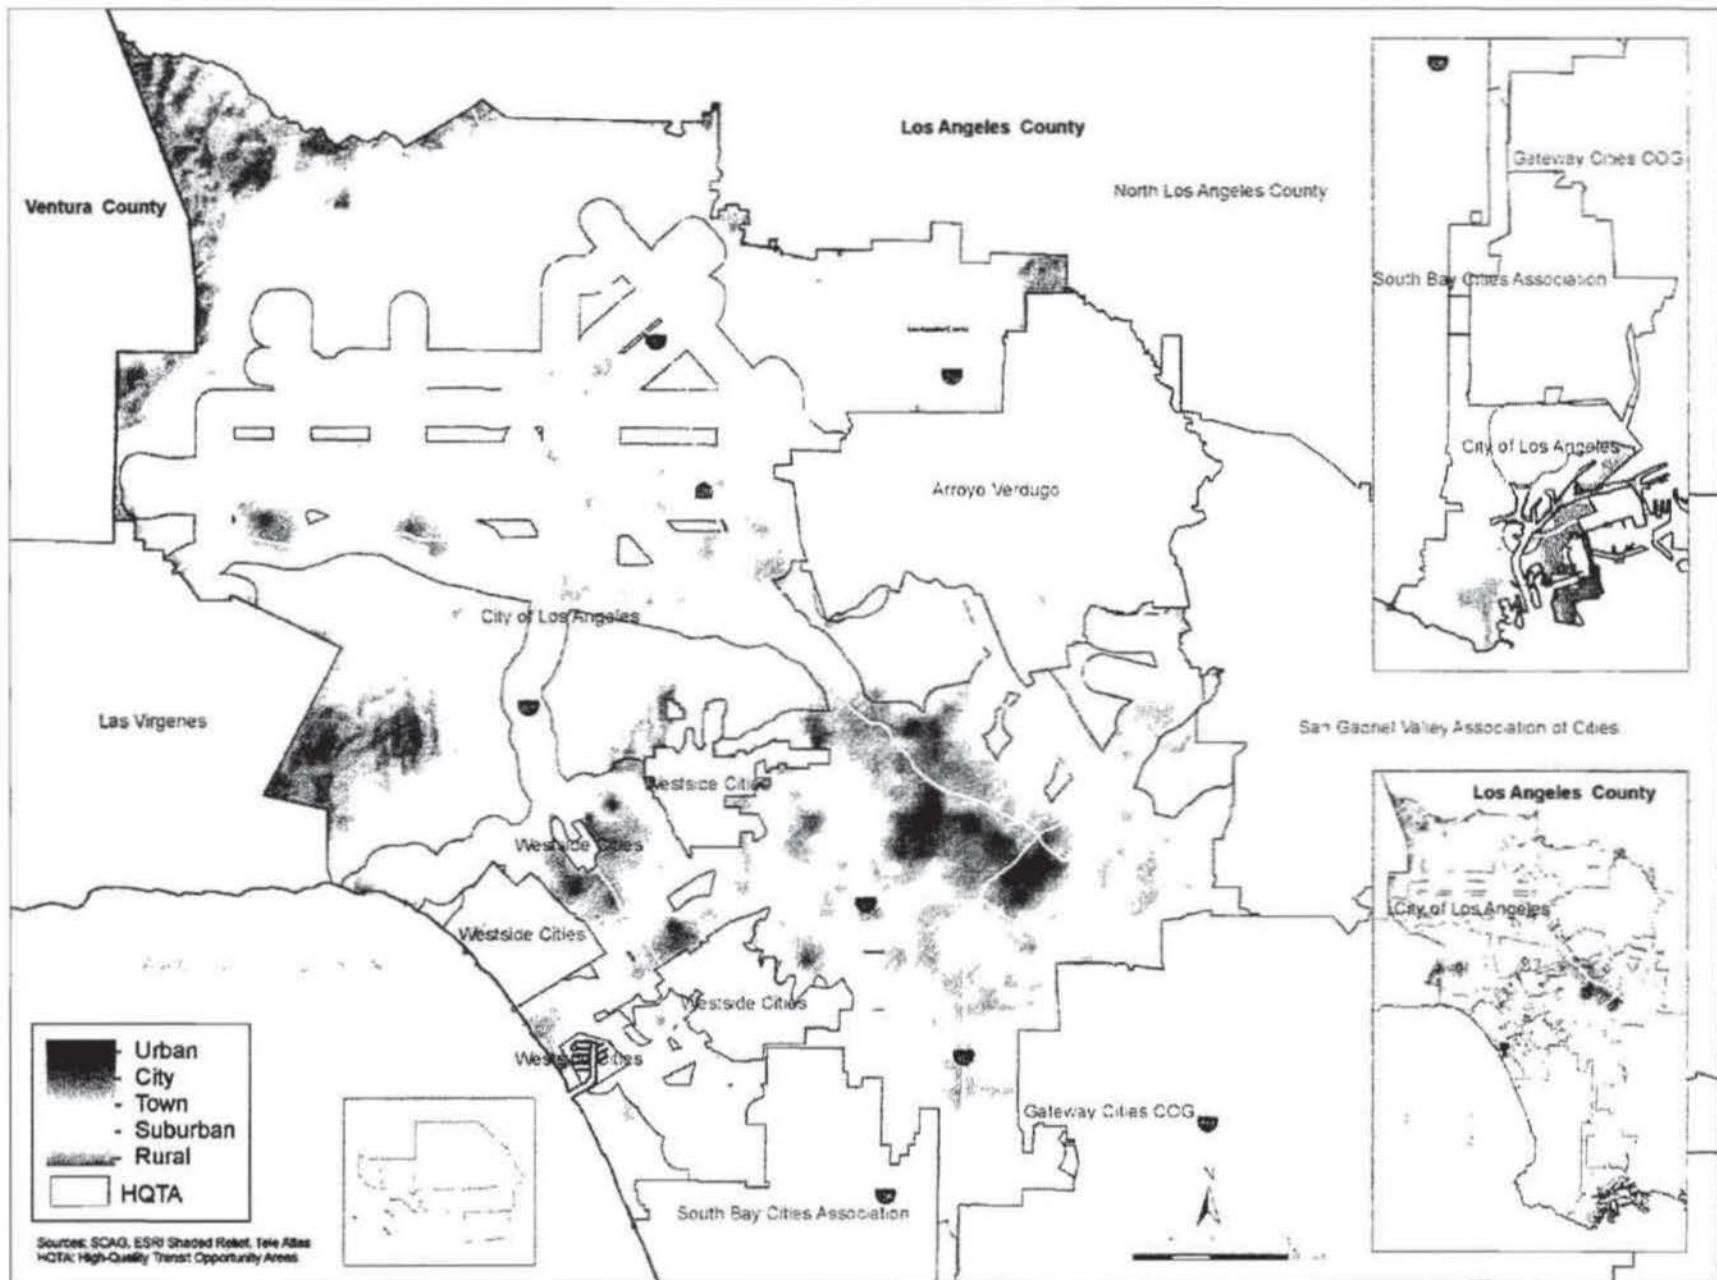 Los Angeles County
North Los Angeles County
Ventura County
Gateway Cities COG
South Bay Cities Association
City of Los Angeles
Arroyo Verdugo
City of Los Angeles
Las Virgenes
San Gabriel Valley Association of Cities
Westside Cities
Westside Cities
Westside Cities
Westside Cities
Westside Cities
Los Angeles County
City of Los Angeles
Gateway Cities COG
South Bay Cities Association
N
Urban
City
Town
Suburban
Rural
HQTA
Sources: SCAG, ESRI Shaded Relief, Tele Atlas
HQTA: High-Quality Transit Opportunity Areas